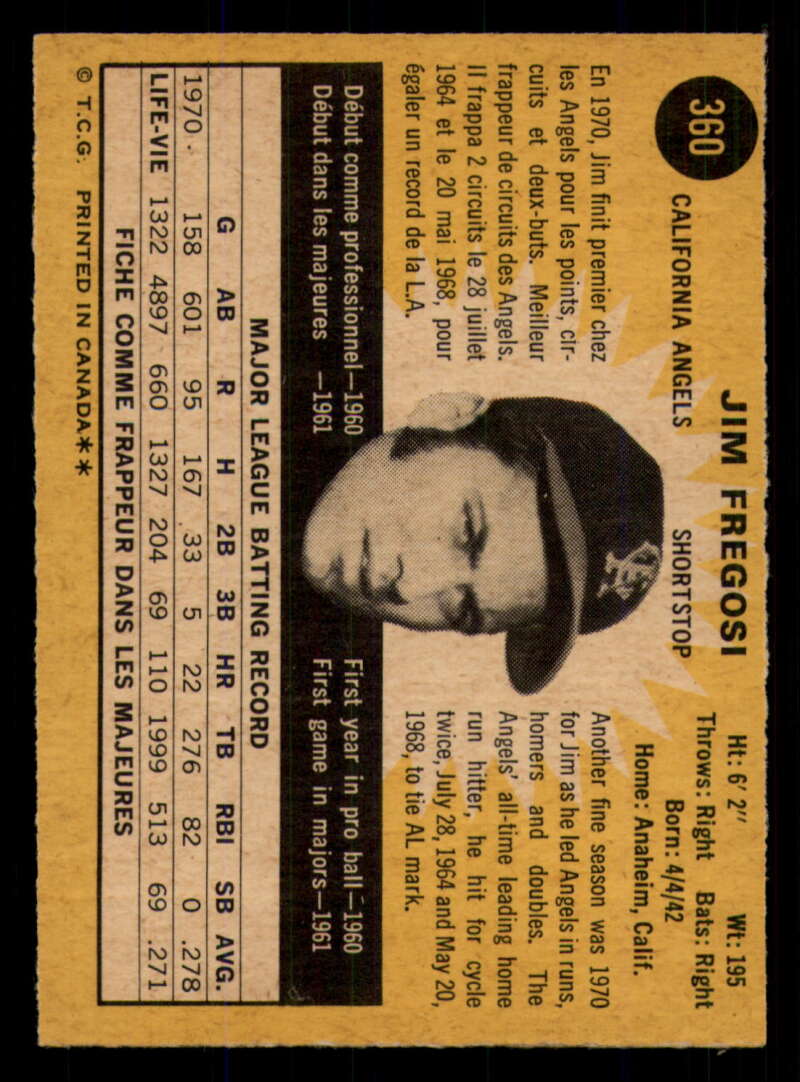 360
JIM FREGOSI
CALIFORNIA ANGELS
SHORTSTOP
Ht: 6' 2" Wt: 195
Throws: Right Bats: Right
Born: 4/4/42
Home: Anaheim, Calif.
En 1970, Jim finit premier chez
les Angels pour les points, cir-
cuits et deux-buts. Meilleur
frappeur de circuits des Angels.
Il frappa 2 circuits le 28 juillet
1964 et le 20 mai 1968, pour
égaler un record de la L.A.
Another fine season was 1970
for Jim as he led Angels in runs,
homers and doubles. The
Angels' all-time leading home
run hitter, he hit for cycle
twice, July 28, 1964 and May 20,
1968, to tie AL mark.
Début comme professionnel—1960
Début dans les majeures —1961
First year in pro ball—1960
First game in majors—1961
MAJOR LEAGUE BATTING RECORD
G AB R H 2B 3B HR TB RBI SB AVG.
1970 . 158 601 95 167 33 5 22 276 82 0 .278
LIFE-VIE 1322 4897 660 1327 204 69 110 1999 513 69 .271
FICHE COMME FRAPPEUR DANS LES MAJEURES
© T.C.G. PRINTED IN CANADA**